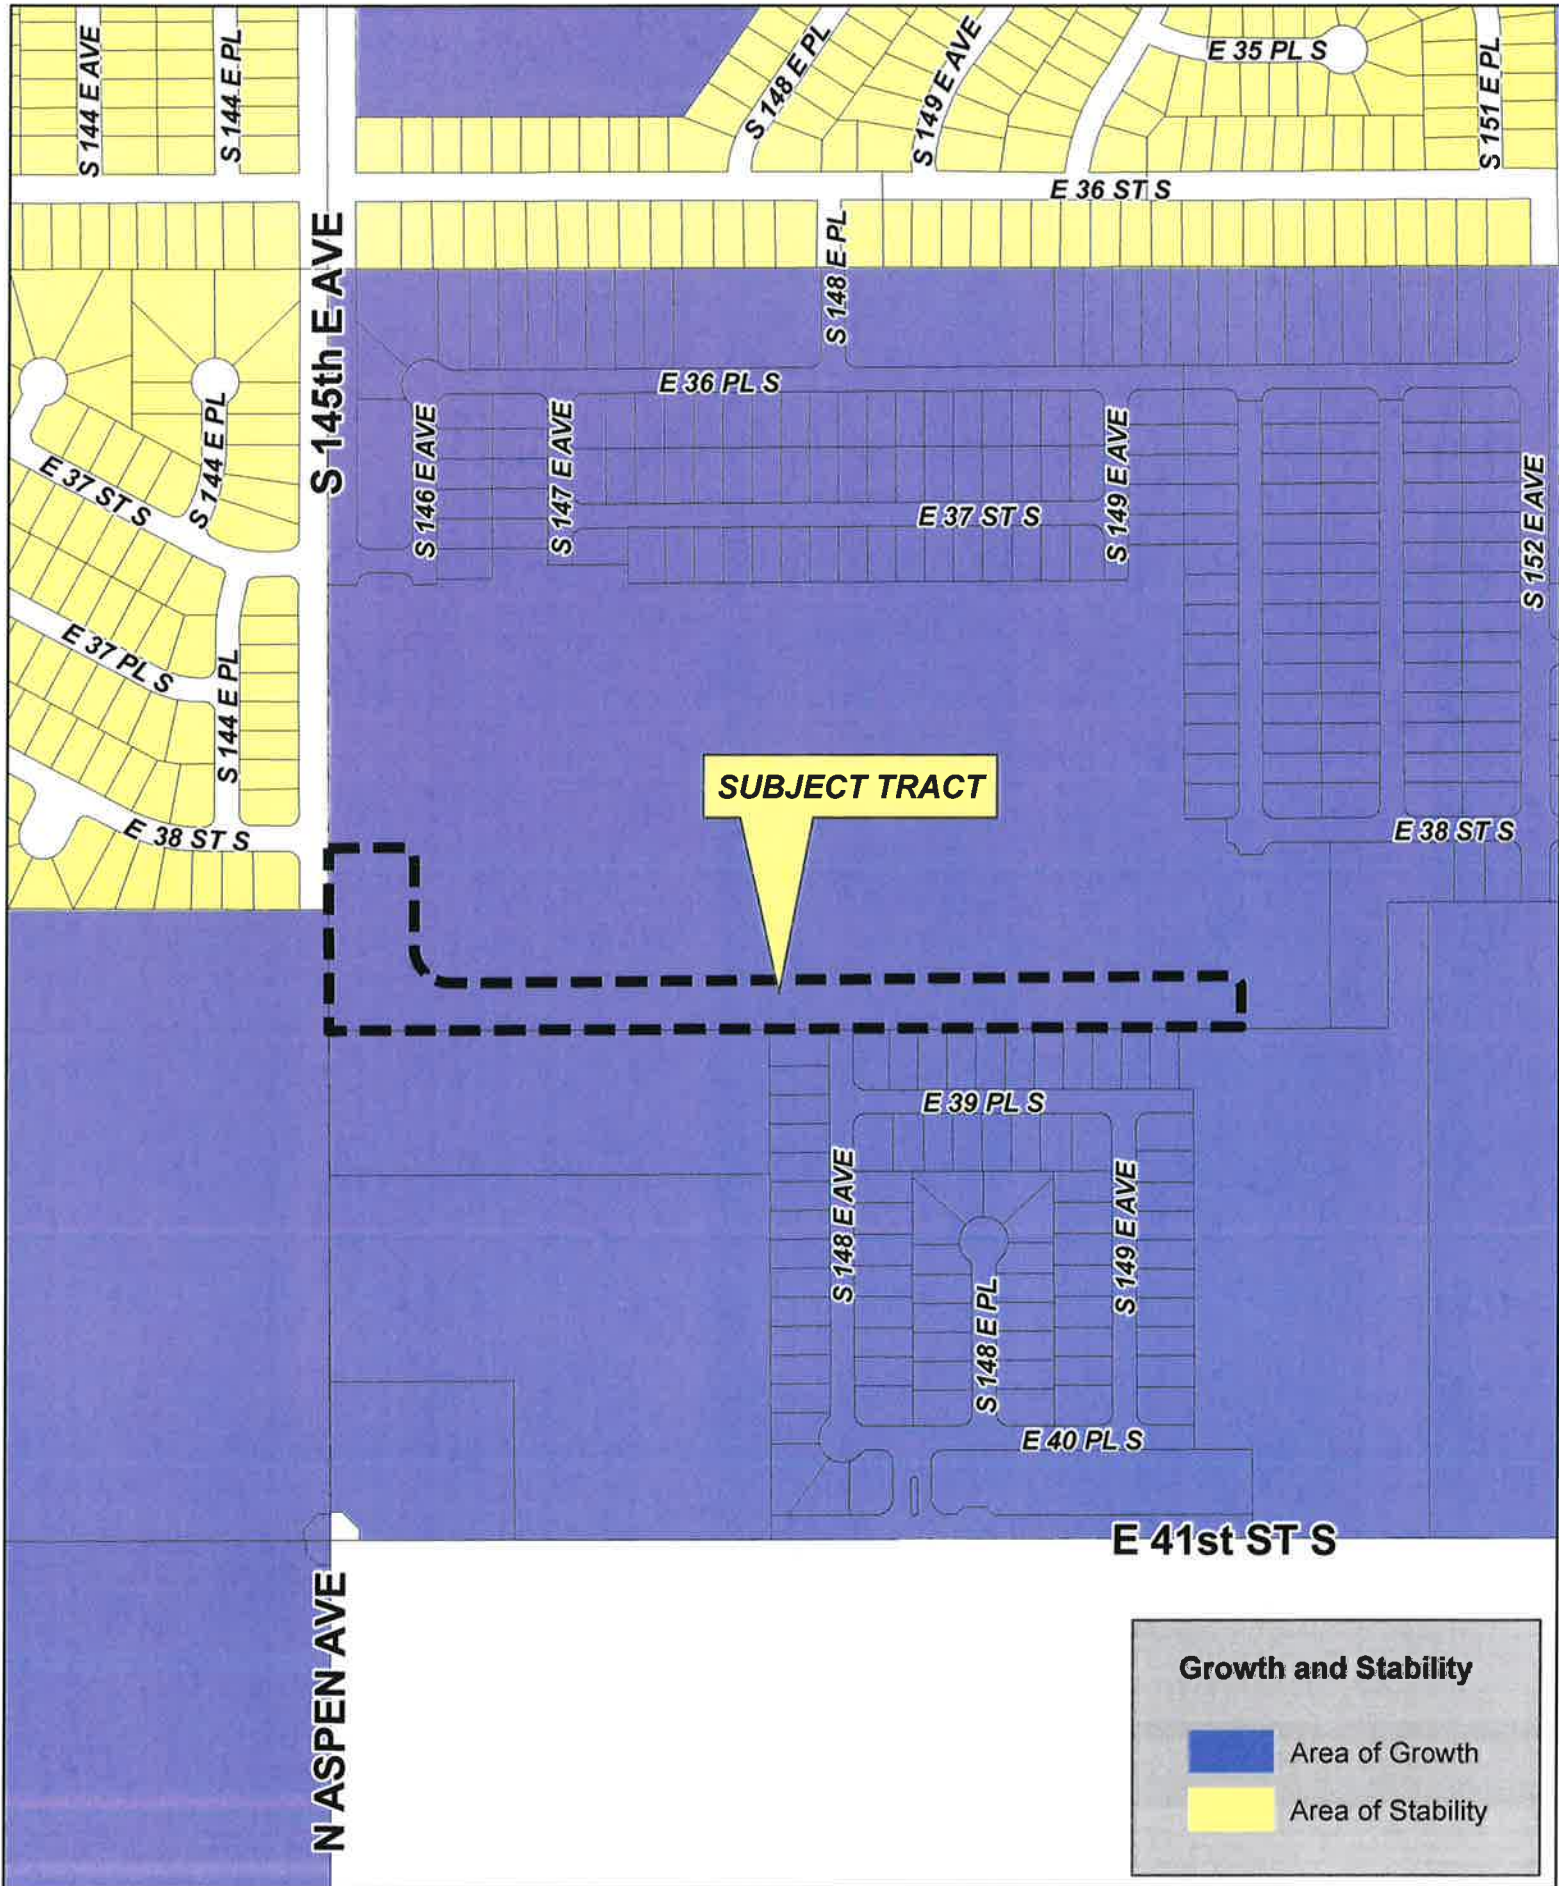 S 144 E AVE
S 144 E PL
S 148 E PL
S 149 E AVE
E 35 PL S
S 151 E PL
E 36 ST S
S 145th E AVE
S 148 E PL
E 36 PL S
S 144 E PL
S 146 E AVE
S 147 E AVE
S 149 E AVE
E 37 ST S
E 37 ST S
S 152 E AVE
E 37 PL S
S 144 E PL
SUBJECT TRACT
E 38 ST S
E 38 ST S
E 39 PL S
S 148 E AVE
S 149 E AVE
S 148 E PL
E 40 PL S
E 41st ST S
N ASPEN AVE
Growth and Stability
Area of Growth
Area of Stability